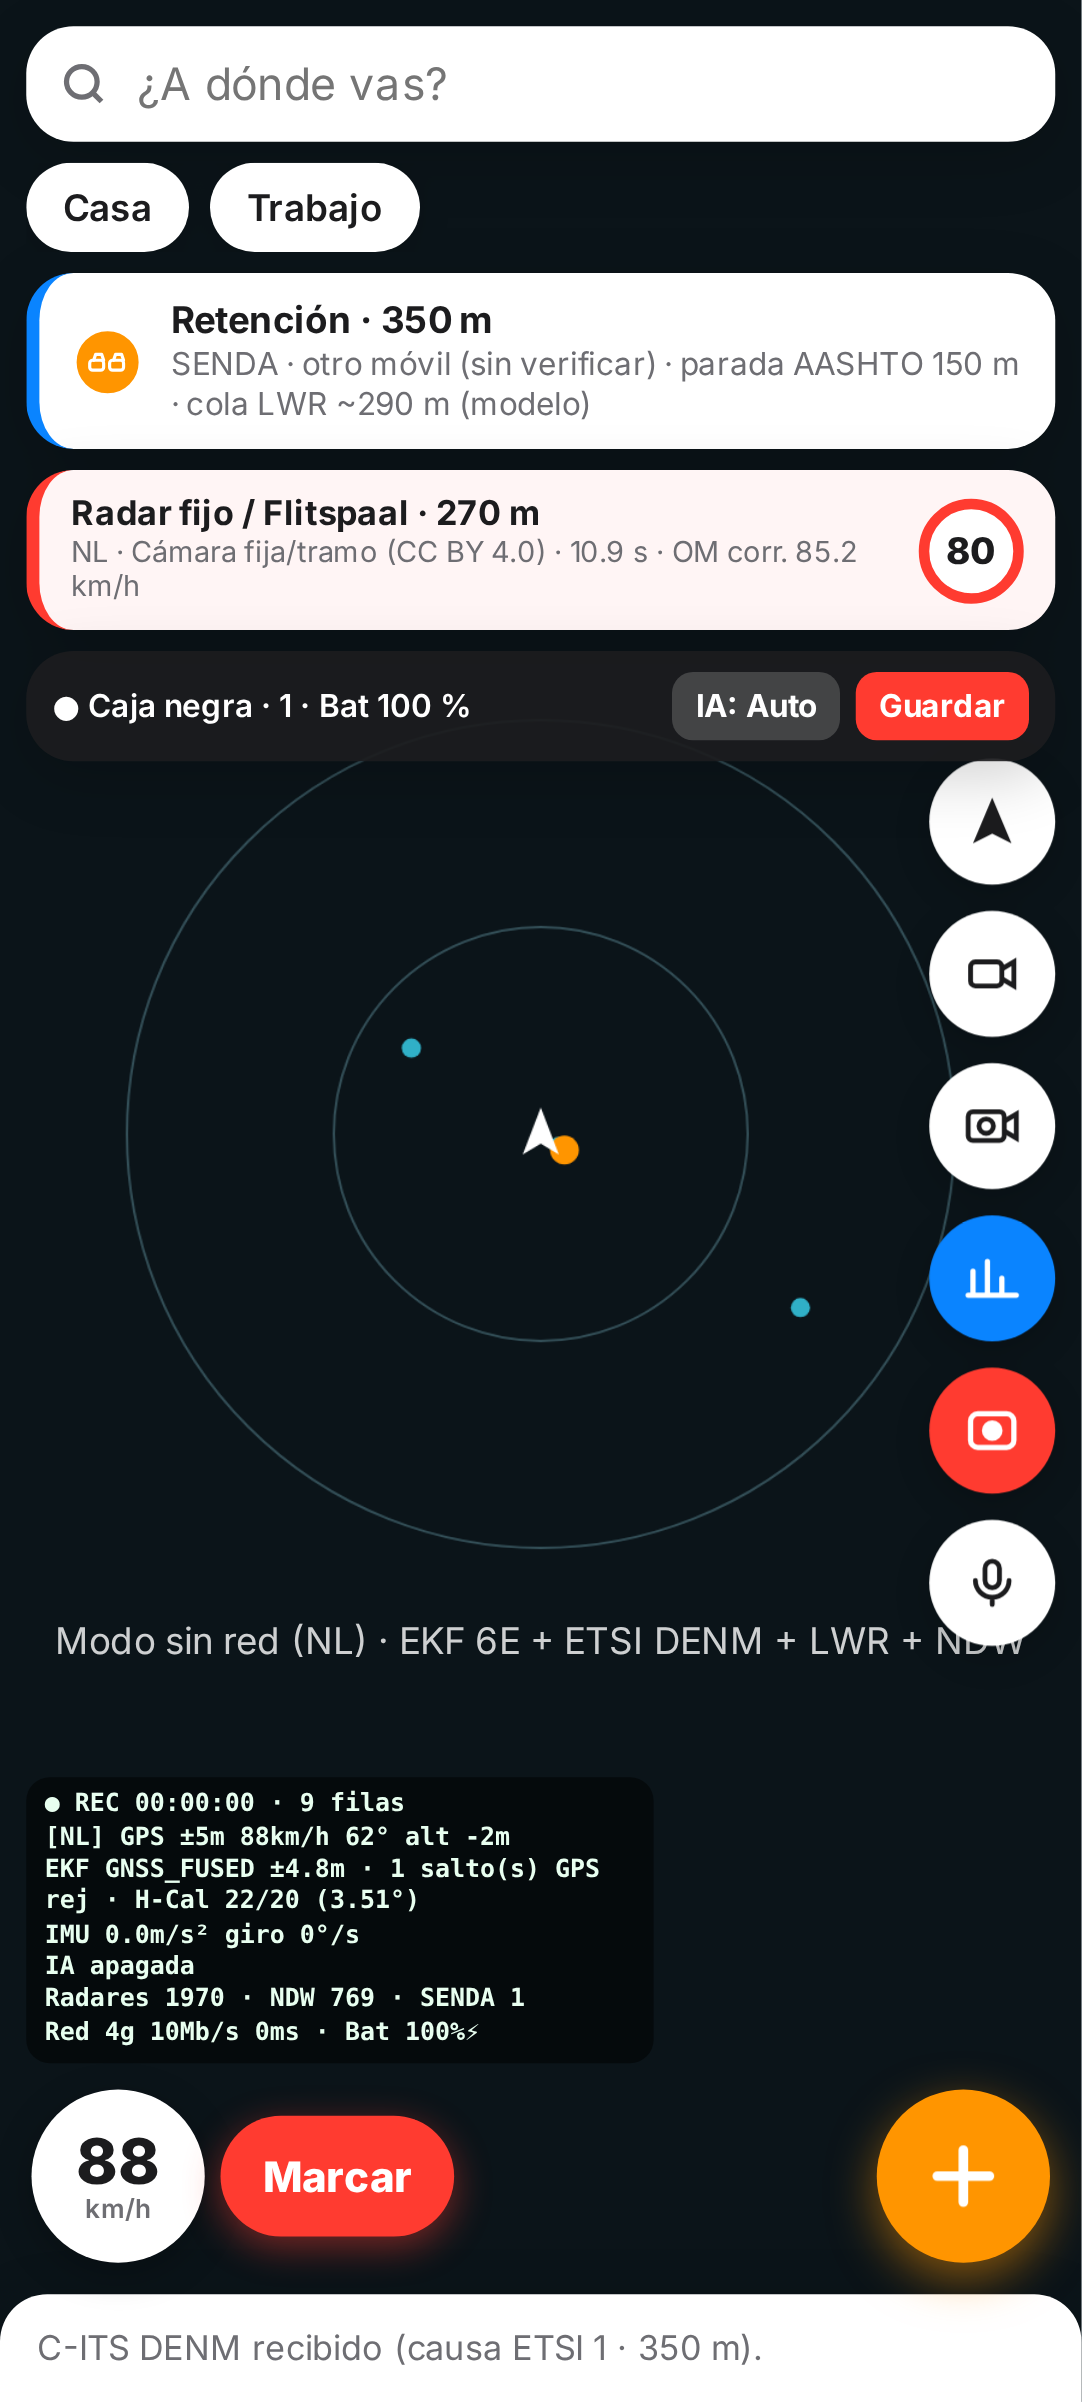 ¿A dónde vas?
Casa
Trabajo
Retención · 350 m
SENDA · otro móvil (sin verificar) · parada AASHTO 150 m
· cola LWR ~290 m (modelo)
Radar fijo / Flitspaal · 270 m
NL · Cámara fija/tramo (CC BY 4.0) · 10.9 s · OM corr. 85.2
km/h
80
● Caja negra · 1 · Bat 100 %
IA: Auto
Guardar
Modo sin red (NL) · EKF 6E + ETSI DENM + LWR + NDW
● REC 00:00:00 · 9 filas
[NL] GPS ±5m 88km/h 62° alt -2m
EKF GNSS_FUSED ±4.8m · 1 salto(s) GPS
rej · H-Cal 22/20 (3.51°)
IMU 0.0m/s² giro 0°/s
IA apagada
Radares 1970 · NDW 769 · SENDA 1
Red 4g 10Mb/s 0ms · Bat 100%⚡
88
km/h
Marcar
C-ITS DENM recibido (causa ETSI 1 · 350 m).